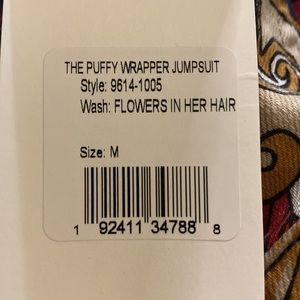 THE PUFFY WRAPPER JUMPSUIT
Style: 9614-1005
Wash: FLOWERS IN HER HAIR
Size: M
1 92411 34788 8